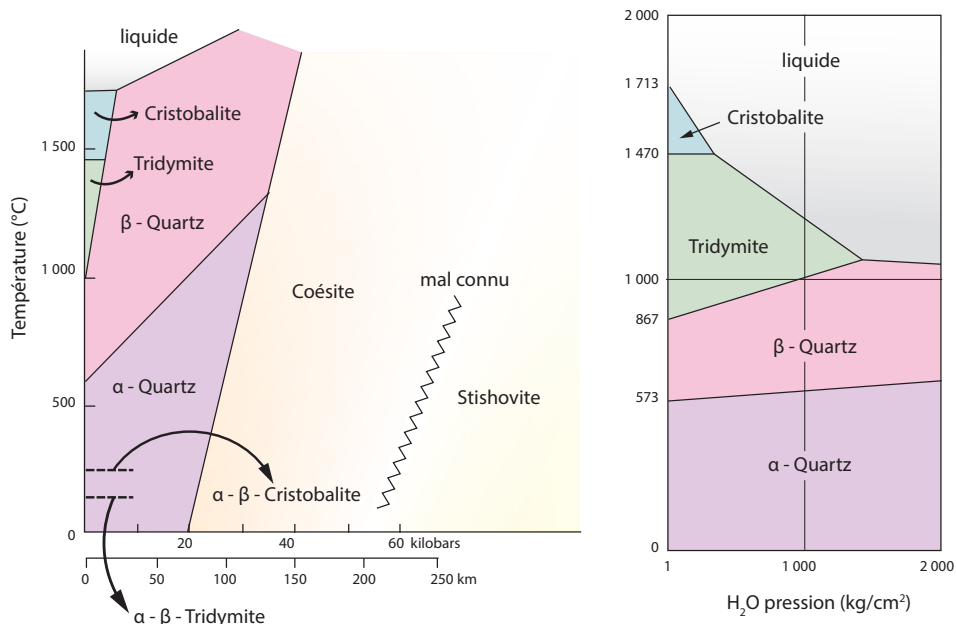 liquide
Cristobalite
1 500
Tridymite
β - Quartz
1 000
Température (°C)
Coésite
mal connu
α - Quartz
500
Stishovite
α - β - Cristobalite
0
20
40
60 kilobars
0
50
100
150
200
250 km
α - β - Tridymite
2 000
liquide
1 713
Cristobalite
1 470
Tridymite
1 000
867
β - Quartz
573
α - Quartz
0
1
1 000
2 000
H₂O pression (kg/cm²)